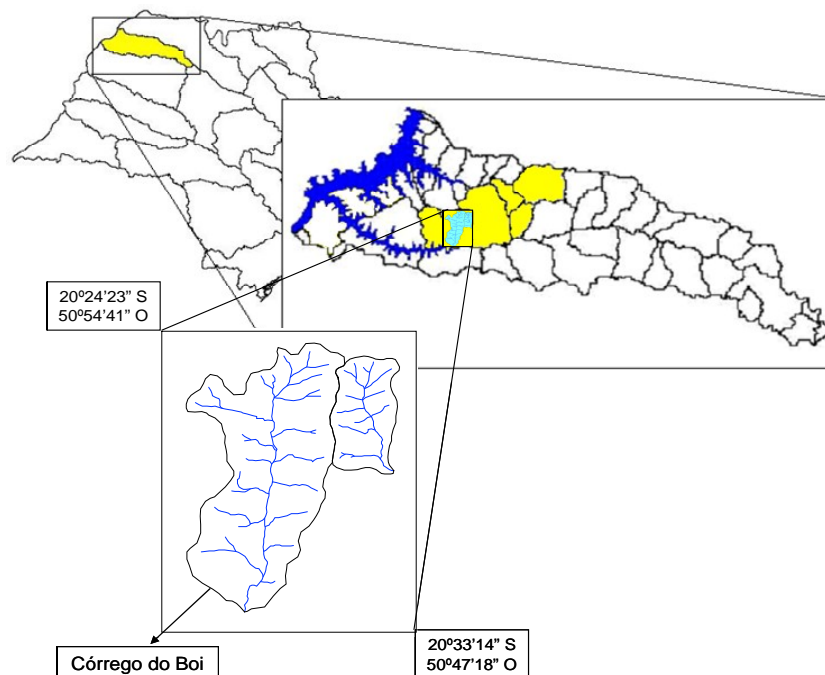 20º24'23" S
50º54'41" O
20º33'14" S
50º47'18" O
Córrego do Boi